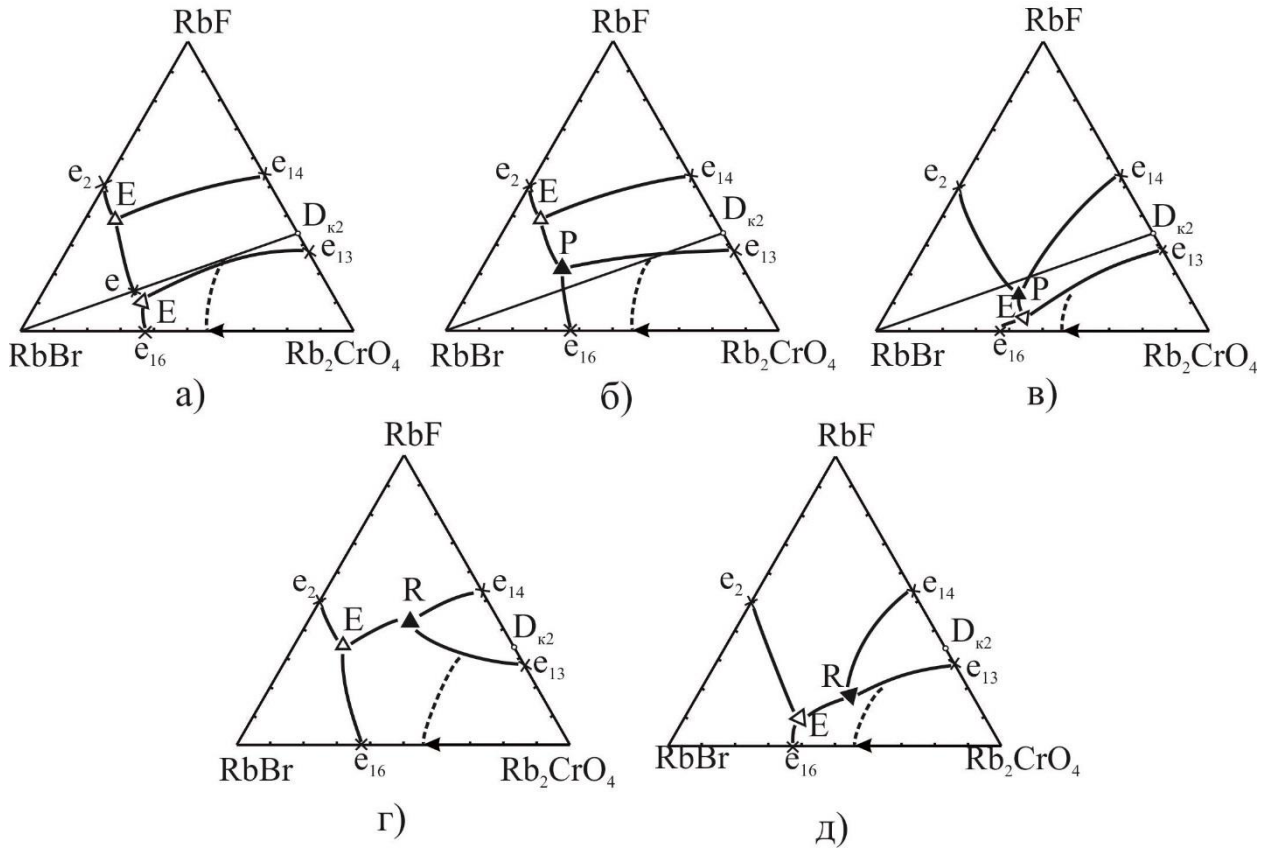 RbF RbF RbF
e₂ E e₁₄ e₂ E e₁₄ e₂ e₁₄
Dк₂ Dк₂ Dк₂
e e₁₃ P e₁₃ P e₁₃
E E
RbBr e₁₆ Rb₂CrO₄ RbBr e₁₆ Rb₂CrO₄ RbBr e₁₆ Rb₂CrO₄
а) б) в)
RbF RbF
e₂ E R e₁₄ e₂ e₁₄
Dк₂ Dк₂
e₁₃ R e₁₃
E
RbBr e₁₆ Rb₂CrO₄ RbBr e₁₆ Rb₂CrO₄
г) д)